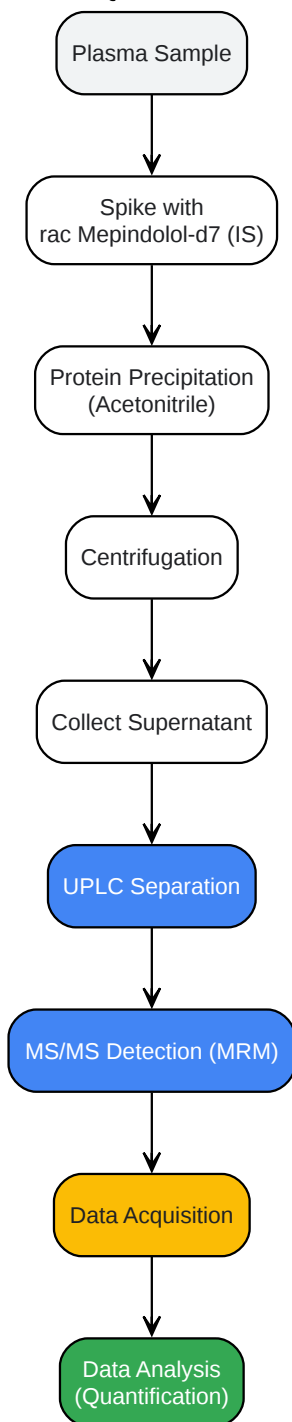 Plasma Sample
Spike with
rac Mepindolol-d7 (IS)
Protein Precipitation
(Acetonitrile)
Centrifugation
Collect Supernatant
UPLC Separation
MS/MS Detection (MRM)
Data Acquisition
Data Analysis
(Quantification)